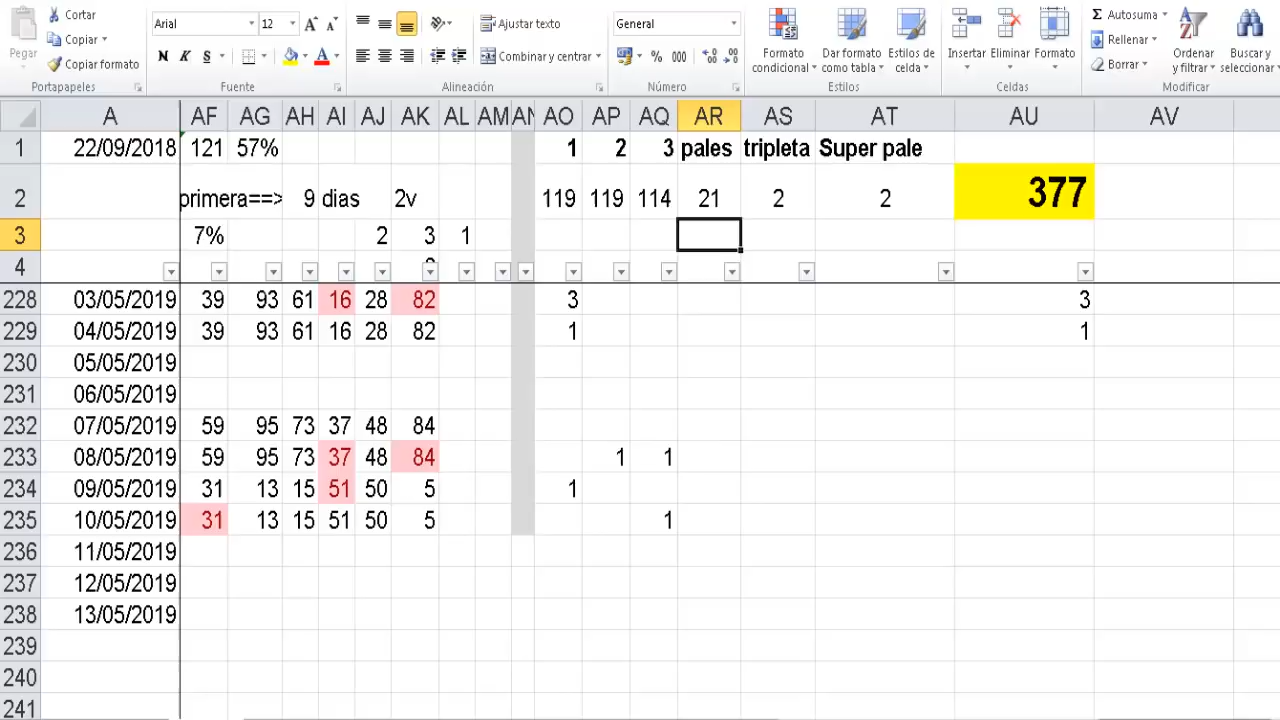 Cortar Arial 12 A A Ajustar texto General Σ Autosuma
Pegar Copiar N K S A Combinar y centrar % 000 Formato condicional Dar formato como tabla Estilos de celda Insertar Eliminar Formato Rellenar Ordenar y filtrar Buscar y seleccionar
Copiar formato Borrar
Portapapeles Fuente Alineación Número Estilos Celdas Modificar
A AF AG AH AI AJ AK AL AM AN AO AP AQ AR AS AT AU AV
1 22/09/2018 121 57% 1 2 3 pales tripleta Super pale
2 primera==> 9 dias 2v 119 119 114 21 2 2 377
3 7% 2 3 1
4
228 03/05/2019 39 93 61 16 28 82 3 3
229 04/05/2019 39 93 61 16 28 82 1 1
230 05/05/2019
231 06/05/2019
232 07/05/2019 59 95 73 37 48 84
233 08/05/2019 59 95 73 37 48 84 1 1
234 09/05/2019 31 13 15 51 50 5 1
235 10/05/2019 31 13 15 51 50 5 1
236 11/05/2019
237 12/05/2019
238 13/05/2019
239
240
241